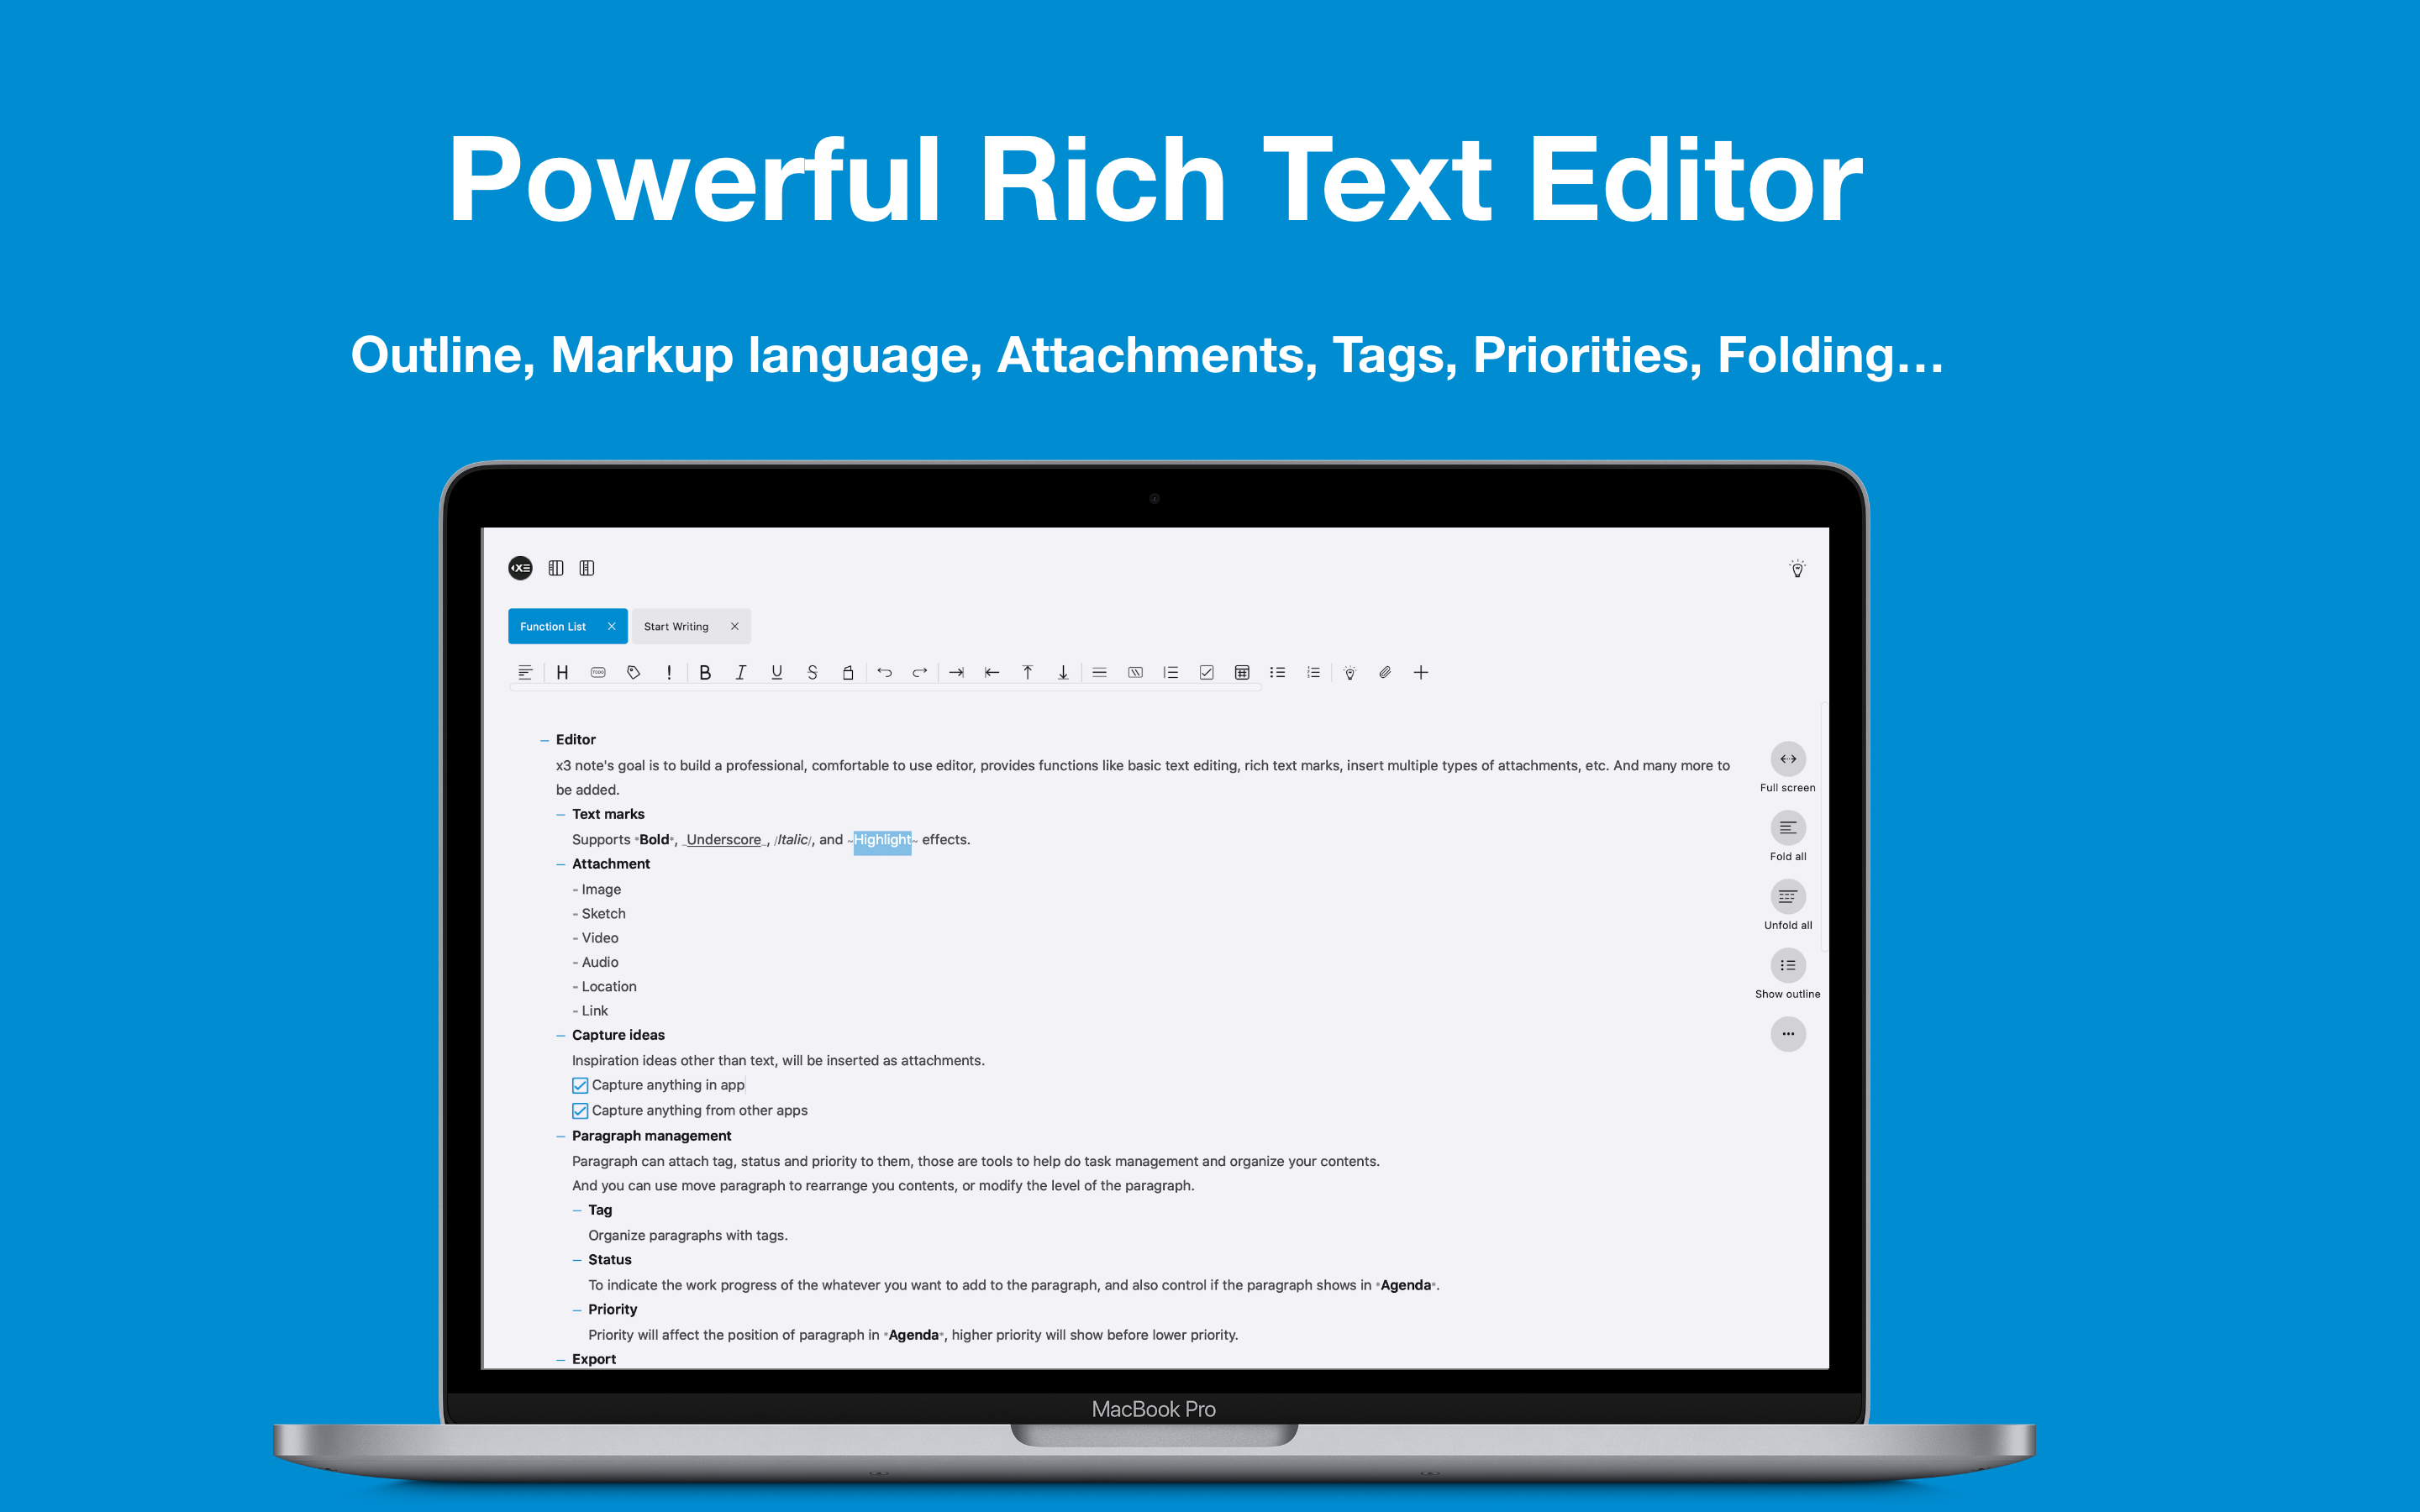 Powerful Rich Text Editor
Outline, Markup language, Attachments, Tags, Priorities, Folding...
Function List
Start Writing
H
TODO
!
B I U S
Editor
x3 note's goal is to build a professional, comfortable to use editor, provides functions like basic text editing, rich text marks, insert multiple types of attachments, etc. And many more to
be added.
Full screen
Text marks
Supports *Bold*, _Underscore_, /Italic/, and ~Highlight~ effects.
Fold all
Attachment
- Image
- Sketch
Unfold all
- Video
- Audio
- Location
Show outline
- Link
Capture ideas
Inspiration ideas other than text, will be inserted as attachments.
Capture anything in app
Capture anything from other apps
Paragraph management
Paragraph can attach tag, status and priority to them, those are tools to help do task management and organize your contents.
And you can use move paragraph to rearrange you contents, or modify the level of the paragraph.
Tag
Organize paragraphs with tags.
Status
To indicate the work progress of the whatever you want to add to the paragraph, and also control if the paragraph shows in *Agenda*.
Priority
Priority will affect the position of paragraph in *Agenda*, higher priority will show before lower priority.
Export
MacBook Pro